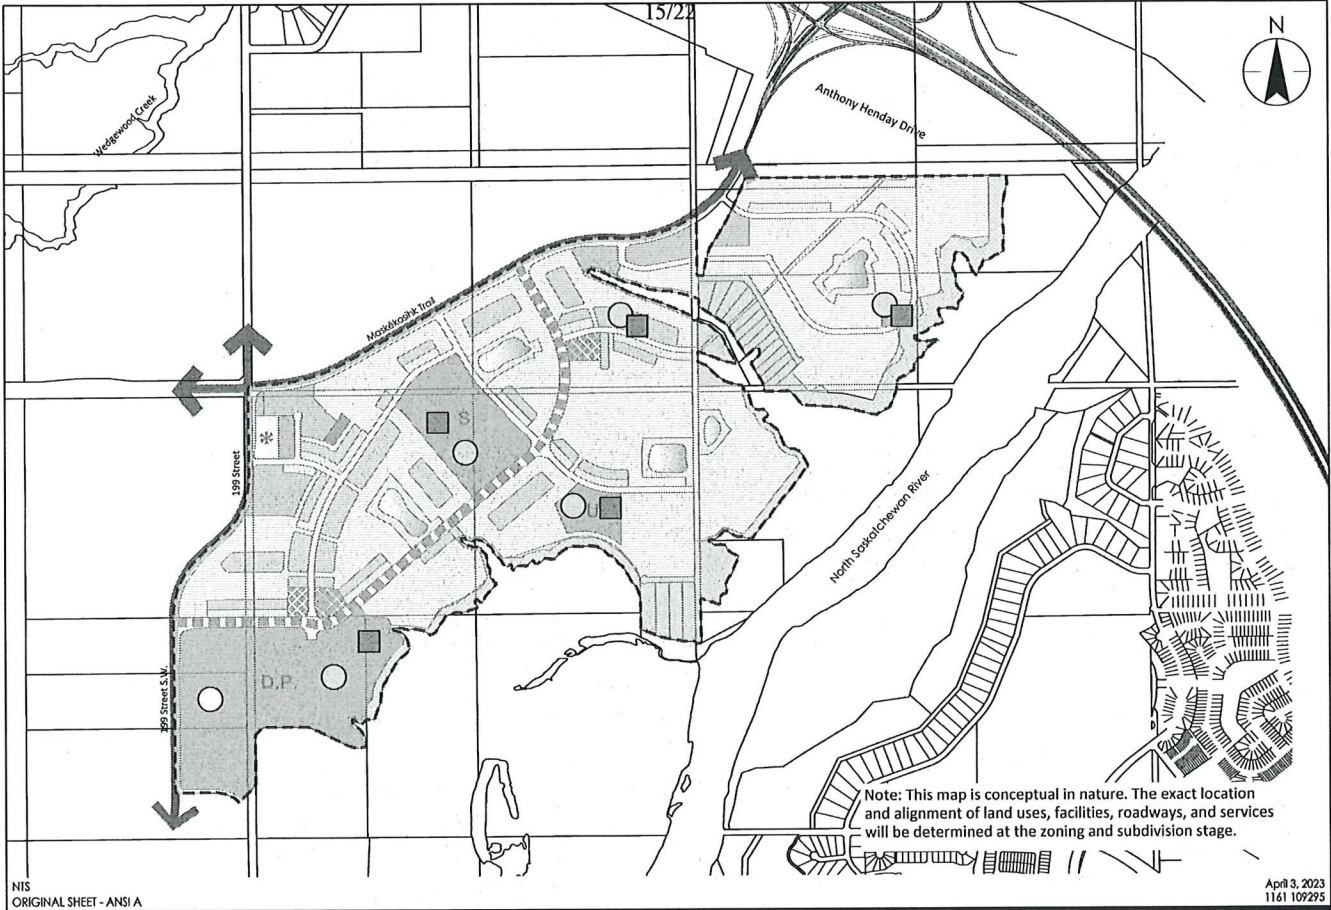 15/22
N
Wedgewood Creek
Anthony Henday Drive
Maskêkosihk Trail
S
199 Street
U
North Saskatchewan River
D.P.
199 Street S.W.
Note: This map is conceptual in nature. The exact location
and alignment of land uses, facilities, roadways, and services
will be determined at the zoning and subdivision stage.
NTS
ORIGINAL SHEET - ANSI A
April 3, 2023
1161 109295